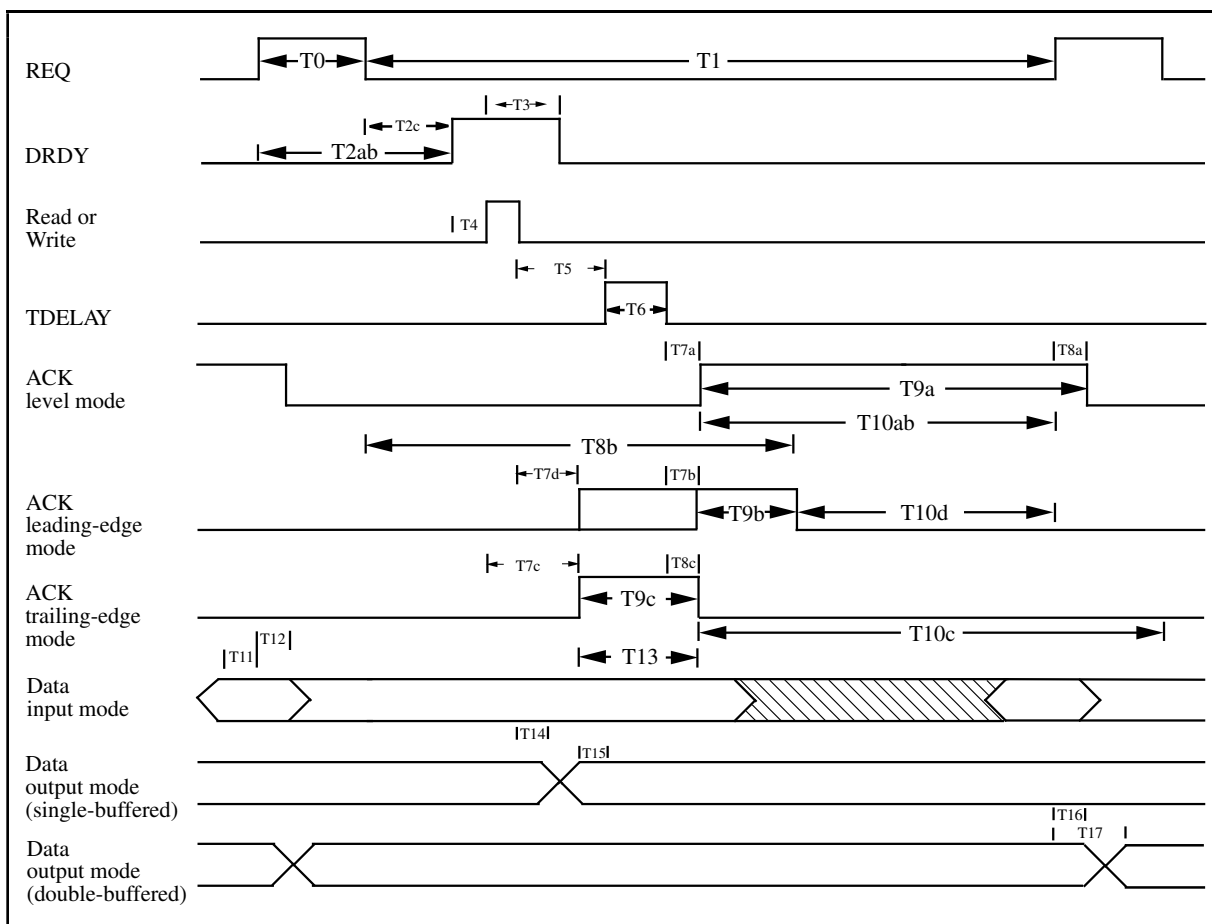 REQ
T0
T1
T3
T2c
DRDY
T2ab
Read or
Write
T4
T5
TDELAY
T6
T7a
T8a
ACK
level mode
T9a
T10ab
T8b
T7d
T7b
ACK
leading-edge
mode
T9b
T10d
T7c
T8c
ACK
trailing-edge
mode
T9c
T10c
T12
T11
T13
Data
input mode
T14
T15
Data
output mode
(single-buffered)
T16
T17
Data
output mode
(double-buffered)